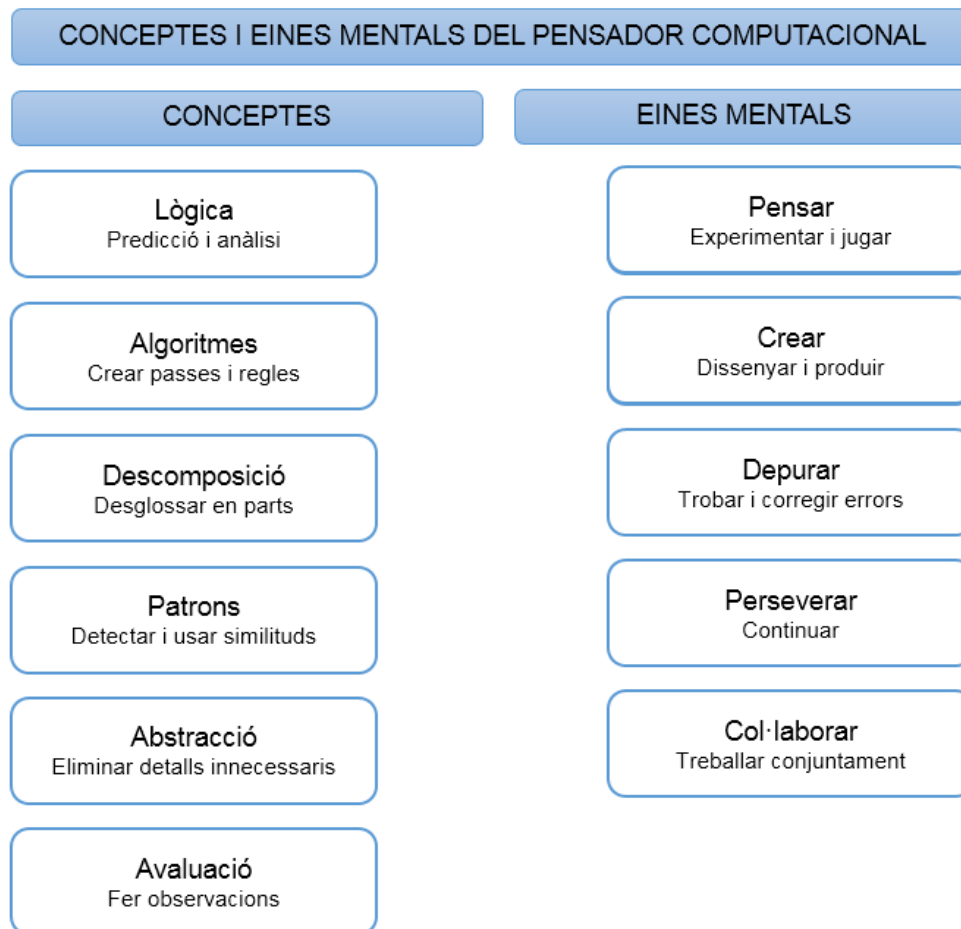 CONCEPTES I EINES MENTALS DEL PENSADOR COMPUTACIONAL
CONCEPTES
Lògica
Predicció i anàlisi
Algoritmes
Crear passes i regles
Descomposició
Desglossar en parts
Patrons
Detectar i usar similituds
Abstracció
Eliminar detalls innecessaris
Avaluació
Fer observacions
EINES MENTALS
Pensar
Experimentar i jugar
Crear
Dissenyar i produir
Depurar
Trobar i corregir errors
Perseverar
Continuar
Col·laborar
Treballar conjuntament